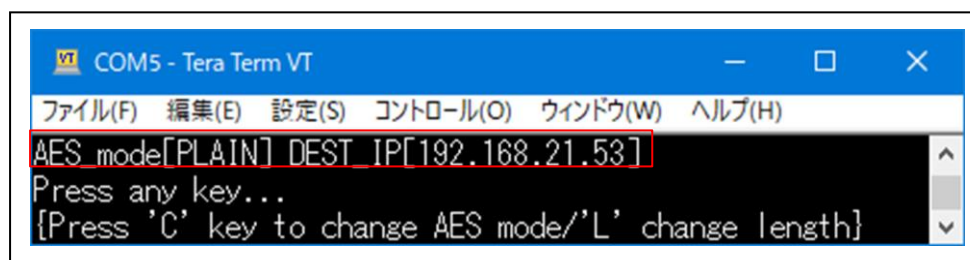 COM5 - Tera Term VT
ファイル(F) 編集(E) 設定(S) コントロール(O) ウィンドウ(W) ヘルプ(H)
AES_mode[PLAIN] DEST_IP[192.168.21.53]
Press any key...
{Press 'C' key to change AES mode/'L' change length}